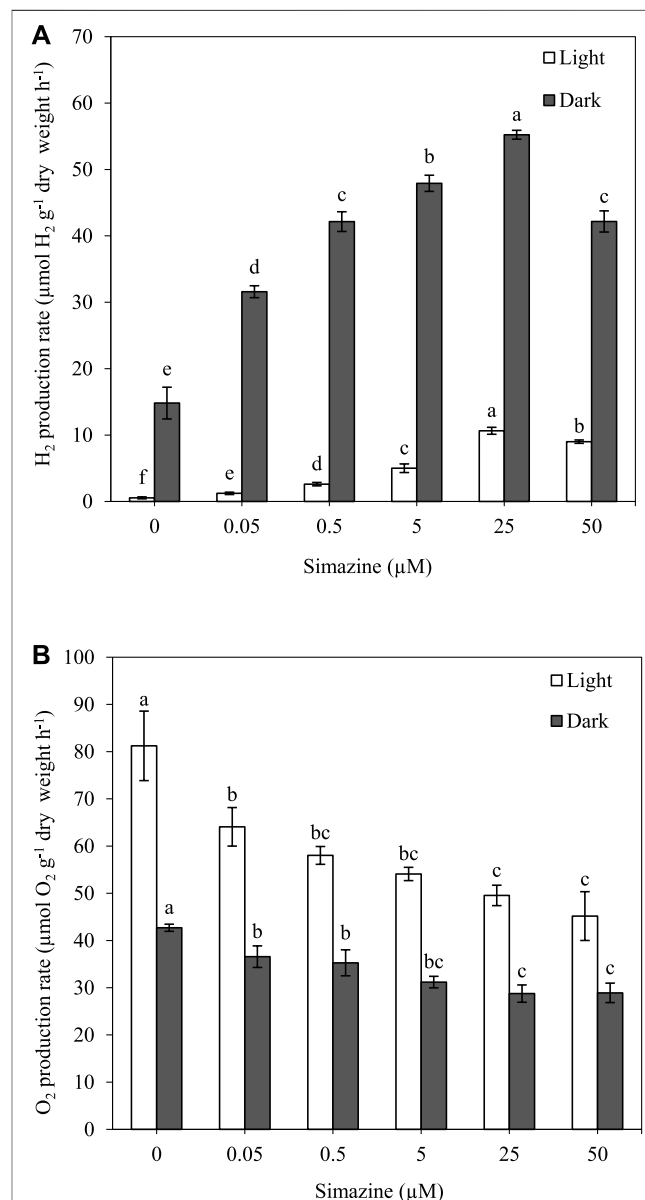 A
H2 production rate (µmol H2 g-1 dry weight h-1)
70
60
50
40
30
20
10
0
Light
Dark
f
e
e
d
d
c
c
b
a
a
b
c
0
0.05
0.5
5
25
50
Simazine (µM)
B
O2 production rate (µmol O2 g-1 dry weight h-1)
100
90
80
70
60
50
40
30
20
10
0
Light
Dark
a
a
b
b
bc
b
bc
bc
c
c
c
c
0
0.05
0.5
5
25
50
Simazine (µM)